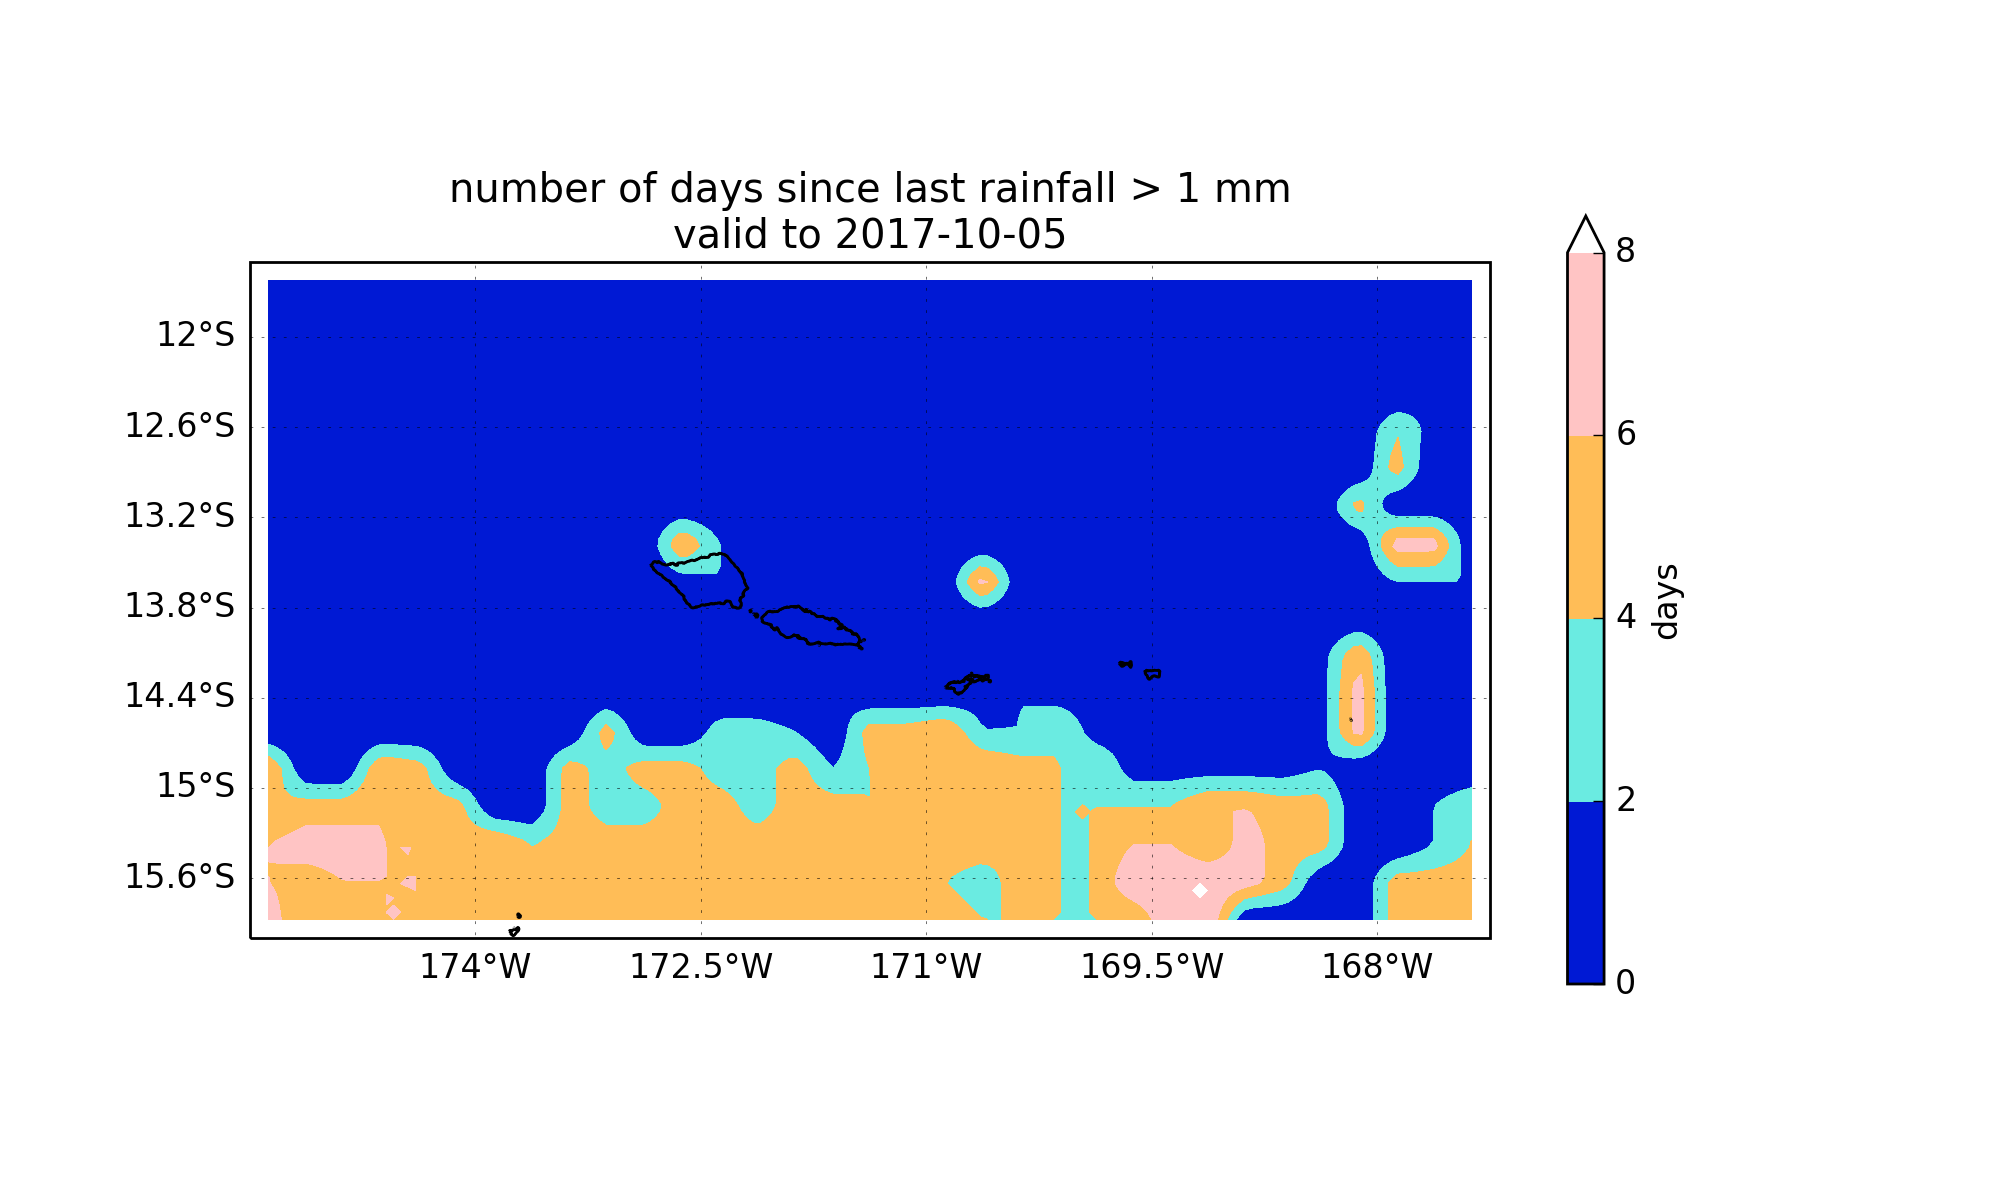 number of days since last rainfall > 1 mm
valid to 2017-10-05
12°S
12.6°S
13.2°S
13.8°S
14.4°S
15°S
15.6°S
174°W
172.5°W
171°W
169.5°W
168°W
8
6
4
2
0
days